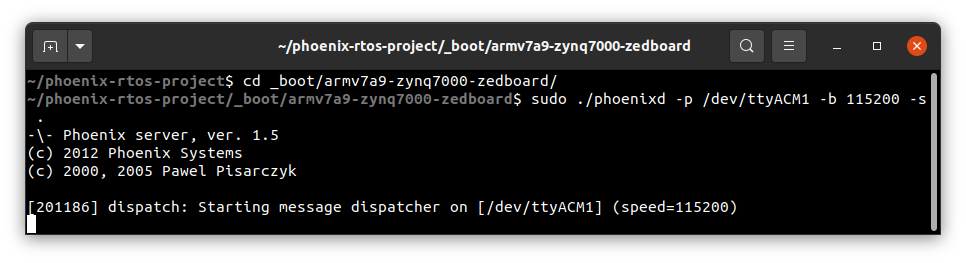 ~/phoenix-rtos-project/_boot/armv7a9-zynq7000-zedboard
~/phoenix-rtos-project$ cd _boot/armv7a9-zynq7000-zedboard/
~/phoenix-rtos-project/_boot/armv7a9-zynq7000-zedboard$ sudo ./phoenixd -p /dev/ttyACM1 -b 115200 -s
 .
-\- Phoenix server, ver. 1.5
(c) 2012 Phoenix Systems
(c) 2000, 2005 Pawel Pisarczyk
[201186] dispatch: Starting message dispatcher on [/dev/ttyACM1] (speed=115200)